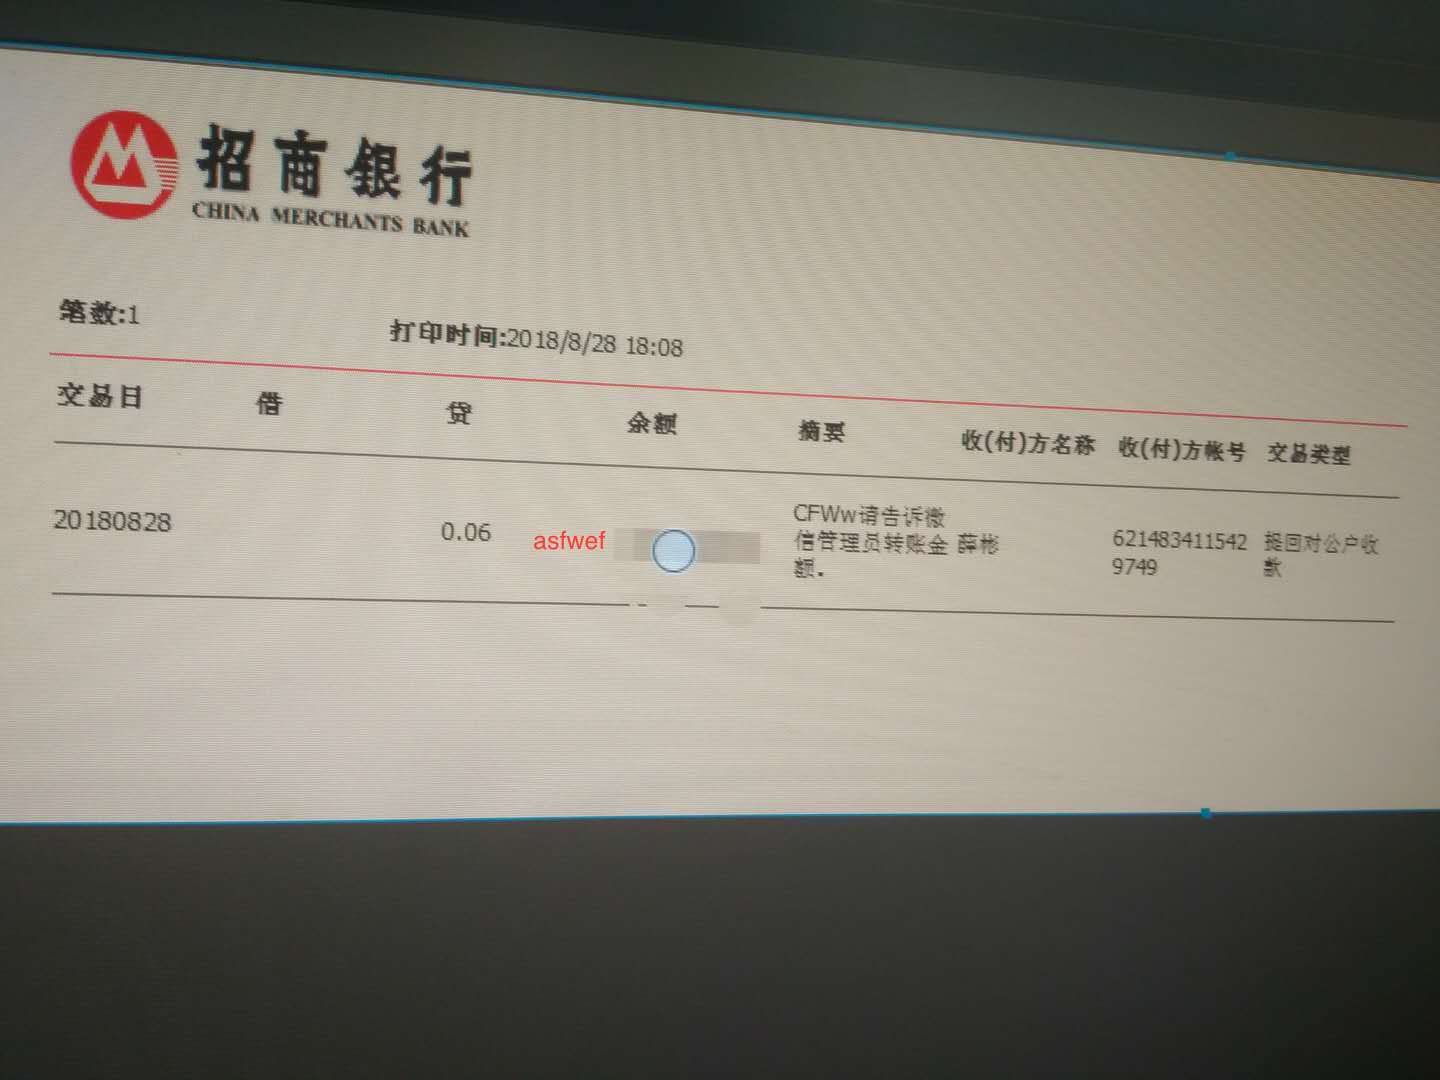 招商银行
CHINA MERCHANTS BANK
笔数:1
打印时间:2018/8/28 18:08
交易日 借 贷 余额 摘要 收(付)方名称 收(付)方帐号 交易类型
20180828 0.06 asfwef CFWw请告诉微
信管理员转账金
额. 薛彬 621483411542
9749 提回对公户收
款